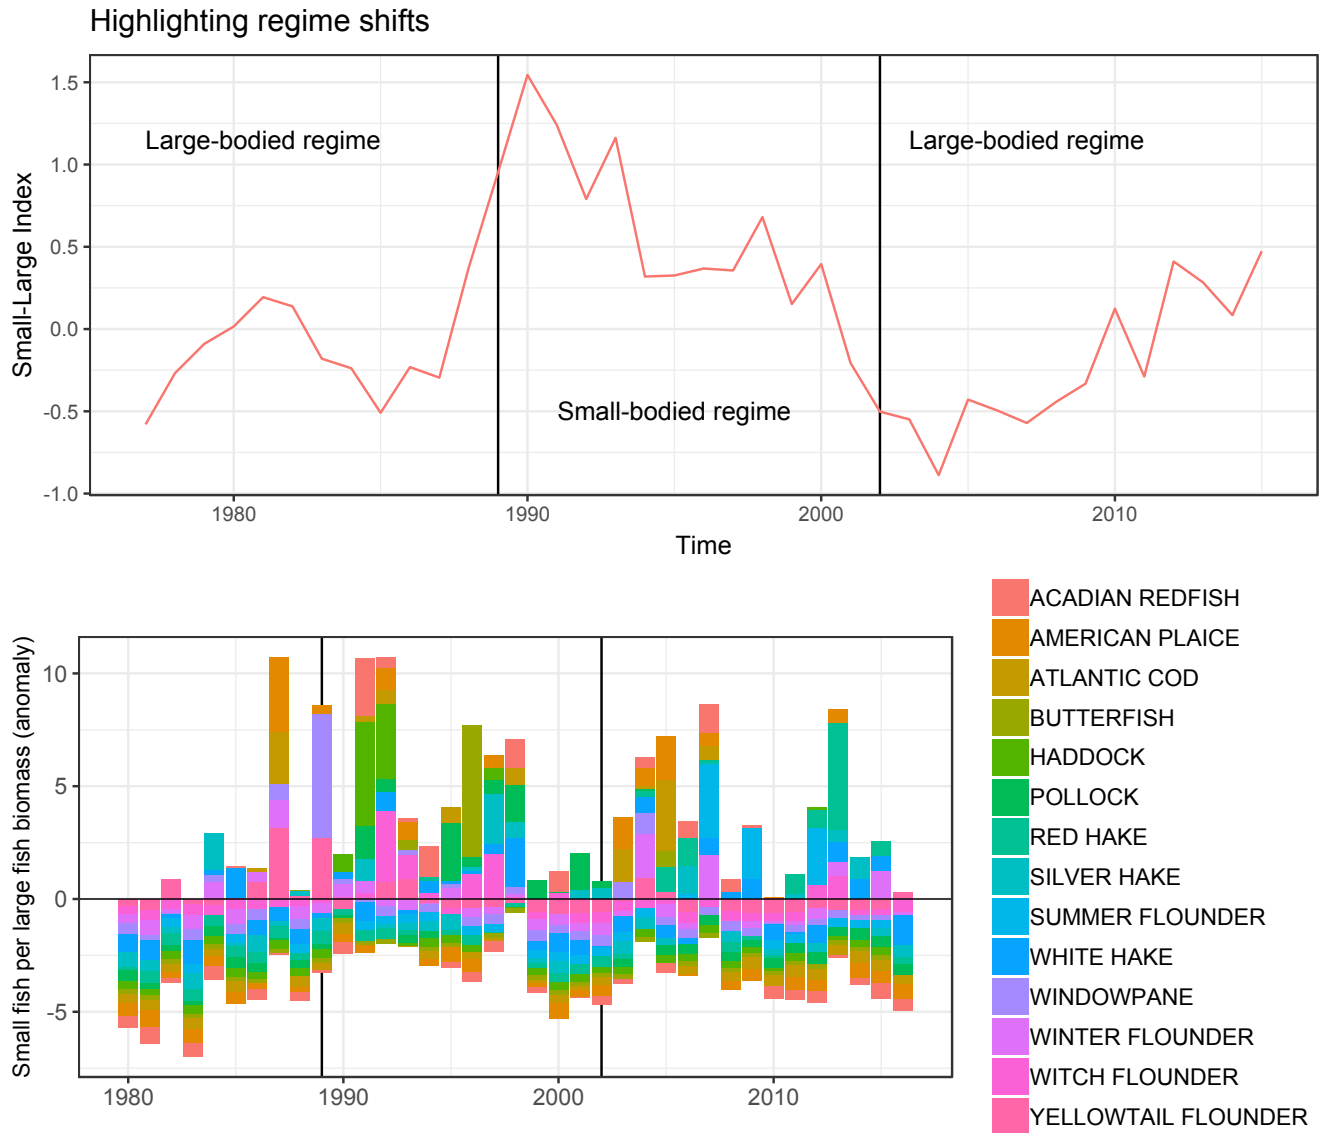 Highlighting regime shifts
Small-Large Index
1.5
1.0
0.5
0.0
-0.5
-1.0
Large-bodied regime
Large-bodied regime
Small-bodied regime
1980
1990
2000
2010
Time
Small fish per large fish biomass (anomaly)
10
5
0
-5
1980
1990
2000
2010
ACADIAN REDFISH
AMERICAN PLAICE
ATLANTIC COD
BUTTERFISH
HADDOCK
POLLOCK
RED HAKE
SILVER HAKE
SUMMER FLOUNDER
WHITE HAKE
WINDOWPANE
WINTER FLOUNDER
WITCH FLOUNDER
YELLOWTAIL FLOUNDER